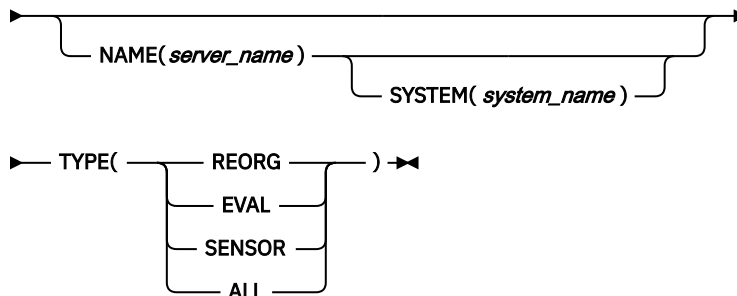 NAME( server_name )
SYSTEM( system_name )
TYPE( REORG )
EVAL
SENSOR
ALL